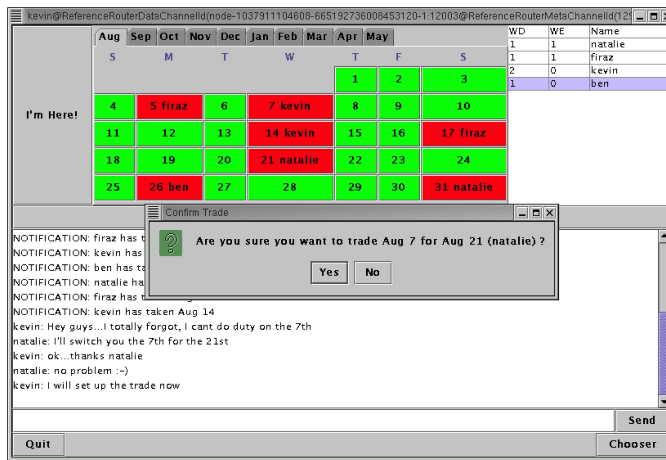 kevin@ReferenceRouterDataChannelId(node-1037911104608-665192736008453120-1:12003@ReferenceRouterMetaChannelId(129
Aug Sep Oct Nov Dec Jan Feb Mar Apr May
WD WE Name
S M T W T F S
1 1 natalie
1 1 firaz
2 0 kevin
1 0 ben
I'm Here!
1 2 3
4 5 firaz 6 7 kevin 8 9 10
11 12 13 14 kevin 15 16 17 firaz
18 19 20 21 natalie 22 23 24
25 26 ben 27 28 29 30 31 natalie
Confirm Trade
Are you sure you want to trade Aug 7 for Aug 21 (natalie) ?
Yes No
NOTIFICATION: firaz has t
NOTIFICATION: kevin has
NOTIFICATION: ben has ta
NOTIFICATION: natalie ha
NOTIFICATION: firaz has t
NOTIFICATION: kevin has taken Aug 14
kevin: Hey guys...I totally forgot, I cant do duty on the 7th
natalie: I'll switch you the 7th for the 21st
kevin: ok...thanks natalie
natalie: no problem :-)
kevin: I will set up the trade now
Send
Quit Chooser